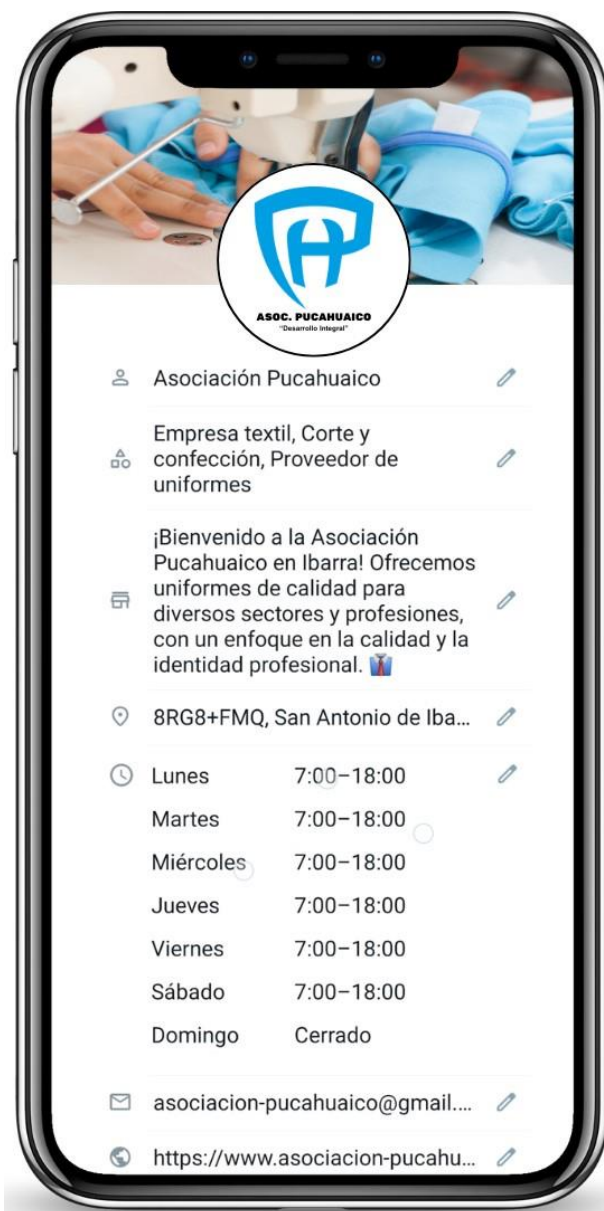 ASOC. PUCAHUAICO
"Desarrollo Integral"
Asociación Pucahuaico
Empresa textil, Corte y
confección, Proveedor de
uniformes
¡Bienvenido a la Asociación
Pucahuaico en Ibarra! Ofrecemos
uniformes de calidad para
diversos sectores y profesiones,
con un enfoque en la calidad y la
identidad profesional. 👔
8RG8+FMQ, San Antonio de Iba...
Lunes 7:00–18:00
Martes 7:00–18:00
Miércoles 7:00–18:00
Jueves 7:00–18:00
Viernes 7:00–18:00
Sábado 7:00–18:00
Domingo Cerrado
asociacion-pucahuaico@gmail....
https://www.asociacion-pucahu...